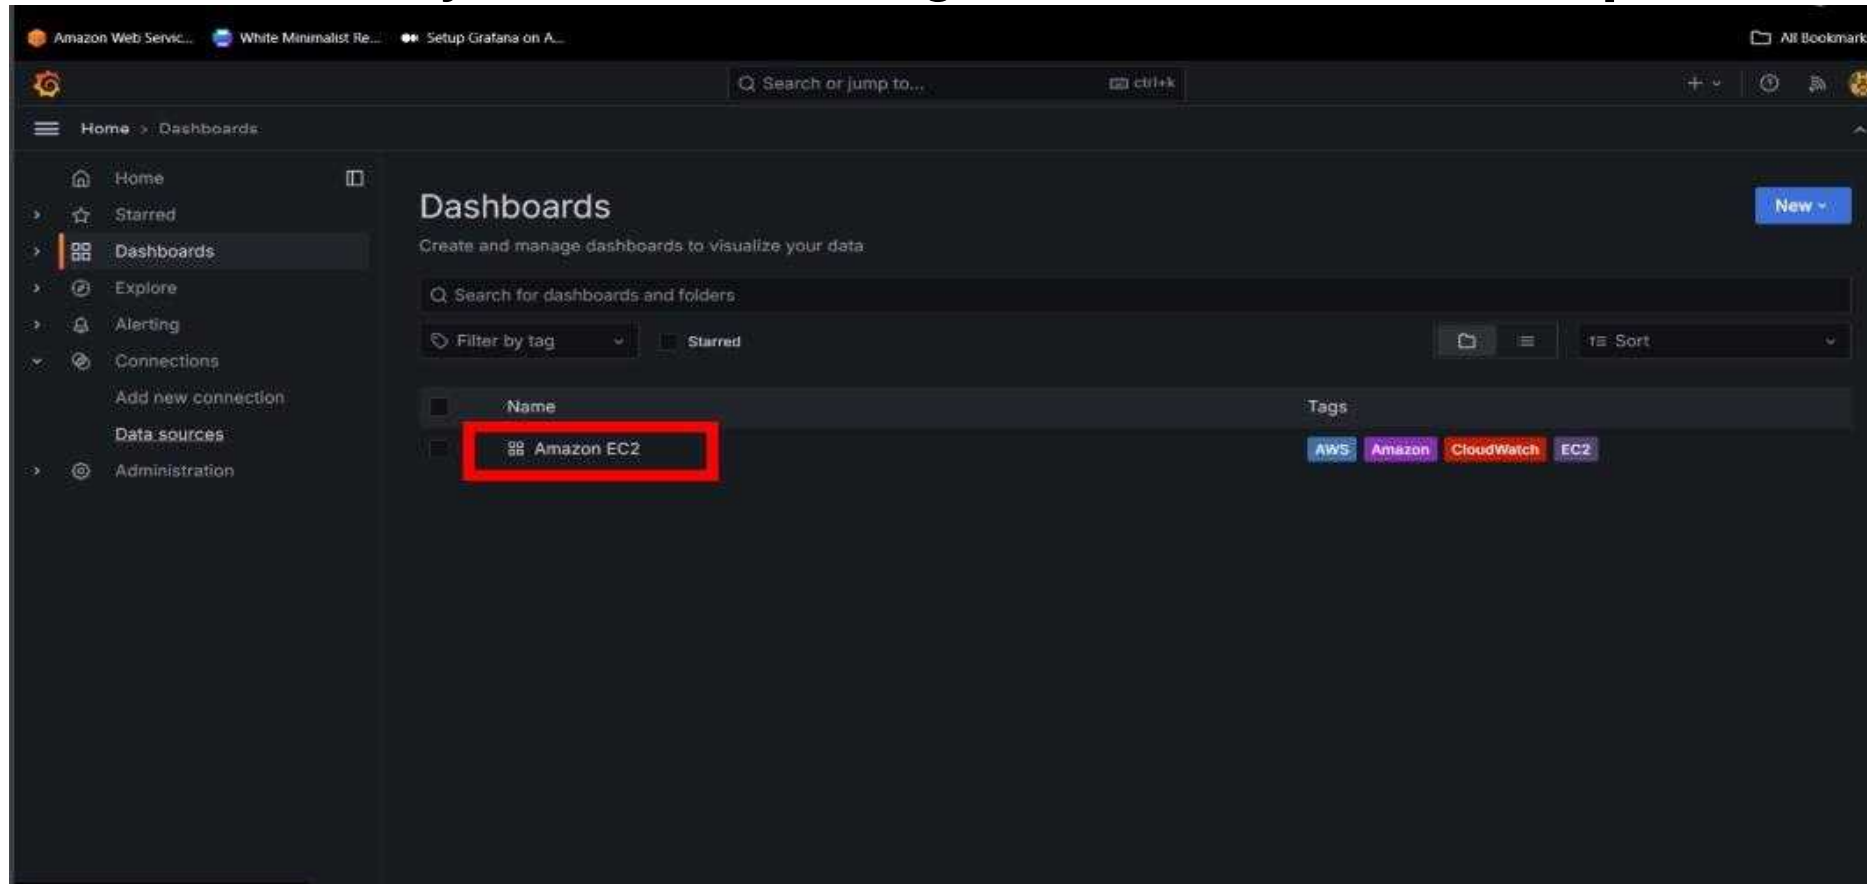 Amazon Web Servic... White Minimalist Re... Setup Grafana on A... All Bookmark
Search or jump to... ctrl+k
Home > Dashboards
Home
Starred
Dashboards
Explore
Alerting
Connections
Add new connection
Data sources
Administration
Dashboards
New
Create and manage dashboards to visualize your data
Search for dashboards and folders
Filter by tag Starred Sort
Name Tags
Amazon EC2 AWS Amazon CloudWatch EC2